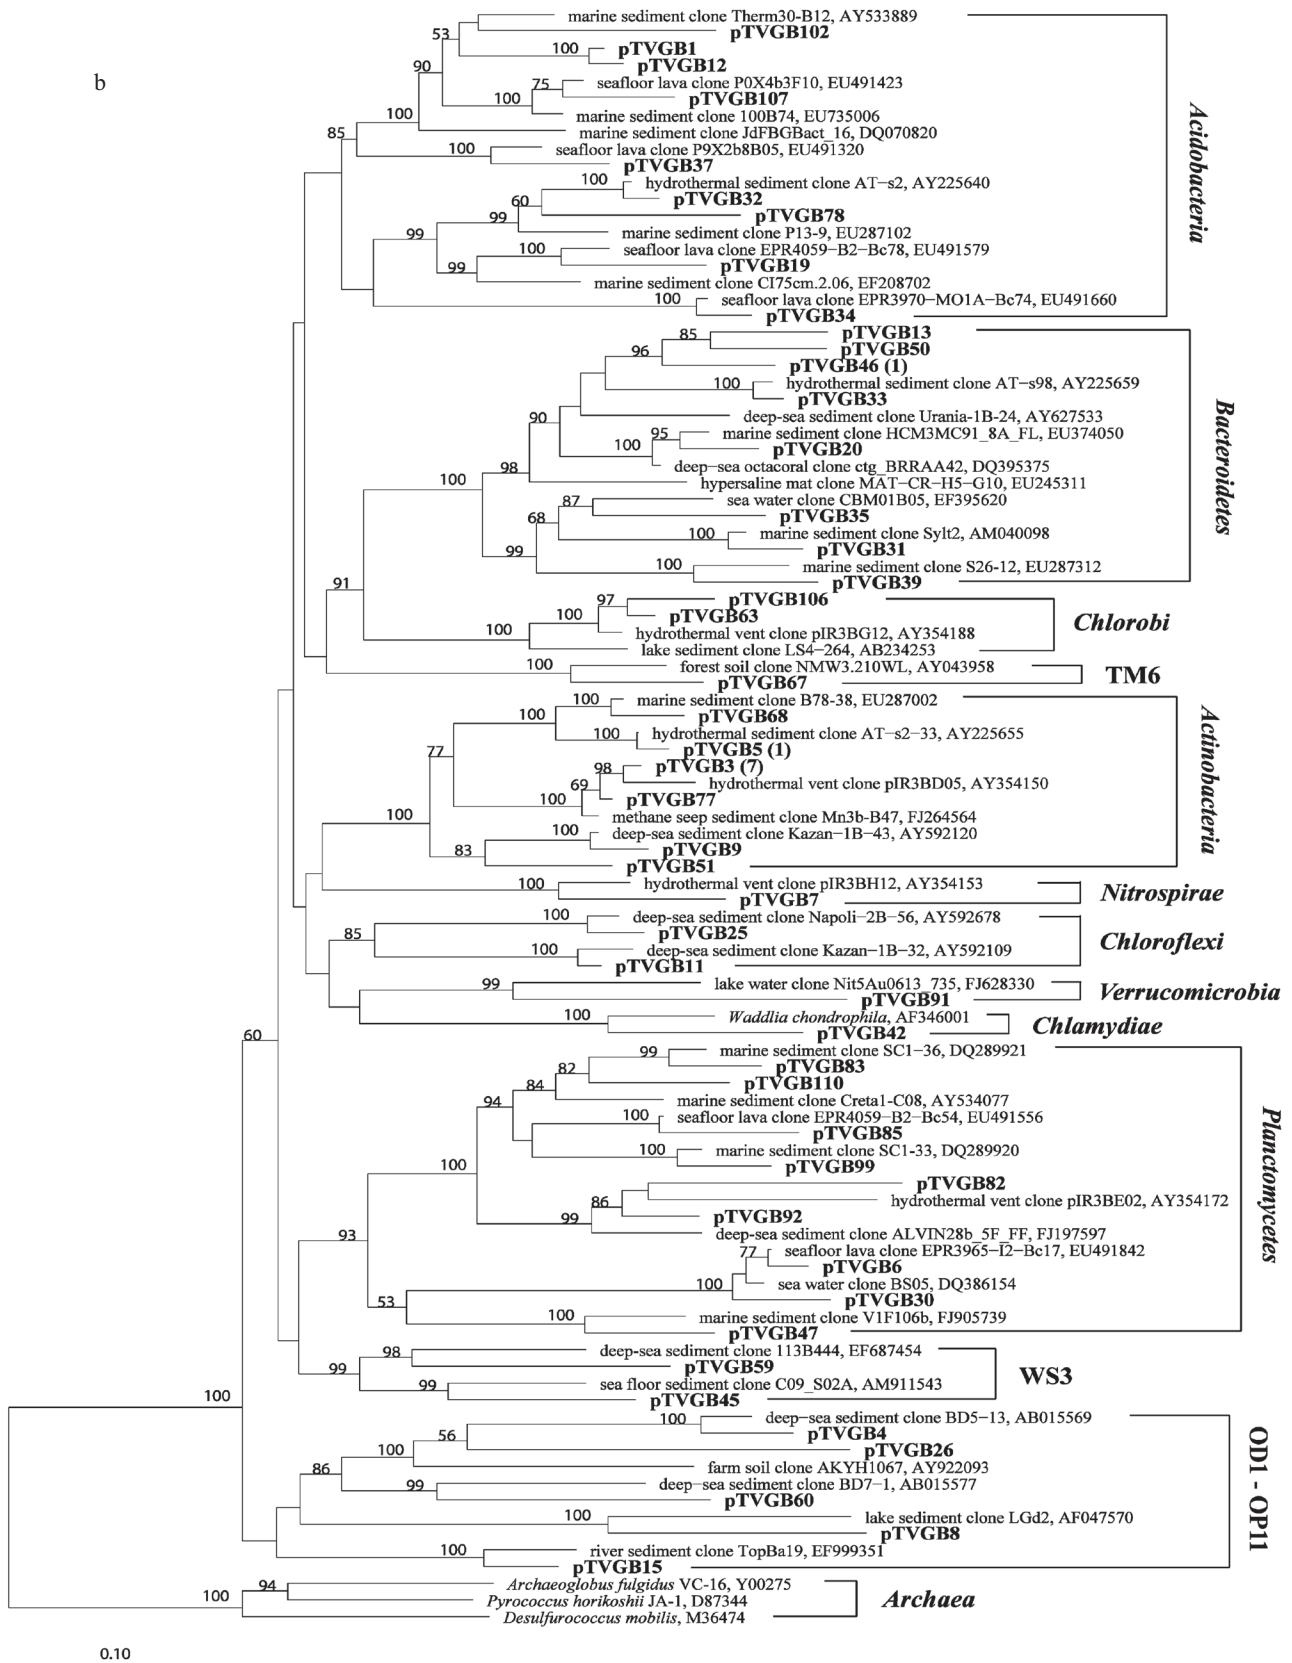 b
marine sediment clone Therm30-B12, AY533889
53
pTVGB102
100
pTVGB1
pTVGB12
90
75
seafloor lava clone P0X4b3F10, EU491423
100
pTVGB107
100
marine sediment clone 100B74, EU735006
marine sediment clone JdFBGBact_16, DQ070820
85
100
seafloor lava clone P9X2b8B05, EU491320
pTVGB37
100
hydrothermal sediment clone AT-s2, AY225640
60
pTVGB32
99
pTVGB78
99
marine sediment clone P13-9, EU287102
100
seafloor lava clone EPR4059-B2-Bc78, EU491579
99
pTVGB19
marine sediment clone CI75cm.2.06, EF208702
100
seafloor lava clone EPR3970-MO1A-Bc74, EU491660
pTVGB34
Acidobacteria
85
pTVGB13
96
pTVGB50
pTVGB46 (1)
100
hydrothermal sediment clone AT-s98, AY225659
pTVGB33
90
deep-sea sediment clone Urania-1B-24, AY627533
95
marine sediment clone HCM3MC91_8A_FL, EU374050
100
pTVGB20
98
deep-sea octacoral clone ctg_BRRAA42, DQ395375
100
hypersaline mat clone MAT-CR-H5-G10, EU245311
87
sea water clone CBM01B05, EF395620
68
pTVGB35
100
marine sediment clone Sylt2, AM040098
99
pTVGB31
100
marine sediment clone S26-12, EU287312
pTVGB39
Bacteroidetes
91
97
pTVGB106
100
pTVGB63
100
hydrothermal vent clone pIR3BG12, AY354188
lake sediment clone LS4-264, AB234253
Chlorobi
100
forest soil clone NMW3.210WL, AY043958
pTVGB67
TM6
100
marine sediment clone B78-38, EU287002
100
pTVGB68
100
hydrothermal sediment clone AT-s2-33, AY225655
77
pTVGB5 (1)
98
pTVGB3 (7)
69
hydrothermal vent clone pIR3BD05, AY354150
100
pTVGB77
100
methane seep sediment clone Mn3b-B47, FJ264564
100
deep-sea sediment clone Kazan-1B-43, AY592120
83
pTVGB9
pTVGB51
Actinobacteria
100
hydrothermal vent clone pIR3BH12, AY354153
pTVGB7
Nitrospirae
100
deep-sea sediment clone Napoli-2B-56, AY592678
85
pTVGB25
100
deep-sea sediment clone Kazan-1B-32, AY592109
pTVGB11
Chloroflexi
99
lake water clone Nit5Au0613_735, FJ628330
pTVGB91
Verrucomicrobia
100
Waddlia chondrophila, AF346001
pTVGB42
Chlamydiae
60
99
marine sediment clone SC1-36, DQ289921
82
pTVGB83
84
pTVGB110
94
marine sediment clone Creta1-C08, AY534077
100
seafloor lava clone EPR4059-B2-Bc54, EU491556
pTVGB85
100
marine sediment clone SC1-33, DQ289920
100
pTVGB99
pTVGB82
86
hydrothermal vent clone pIR3BE02, AY354172
99
pTVGB92
93
deep-sea sediment clone ALVIN28b_5F_FF, FJ197597
77
seafloor lava clone EPR3965-I2-Bc17, EU491842
pTVGB6
100
sea water clone BS05, DQ386154
53
pTVGB30
100
marine sediment clone V1F106b, FJ905739
pTVGB47
Planctomycetes
98
deep-sea sediment clone 113B444, EF687454
99
pTVGB59
99
sea floor sediment clone C09_S02A, AM911543
pTVGB45
WS3
100
100
deep-sea sediment clone BD5-13, AB015569
56
pTVGB4
100
pTVGB26
86
farm soil clone AKYH1067, AY922093
99
deep-sea sediment clone BD7-1, AB015577
pTVGB60
100
lake sediment clone LGd2, AF047570
pTVGB8
100
river sediment clone TopBa19, EF999351
pTVGB15
OD1 - OP11
94
Archaeoglobus fulgidus VC-16, Y00275
100
Pyrococcus horikoshii JA-1, D87344
Desulfurococcus mobilis, M36474
Archaea
0.10